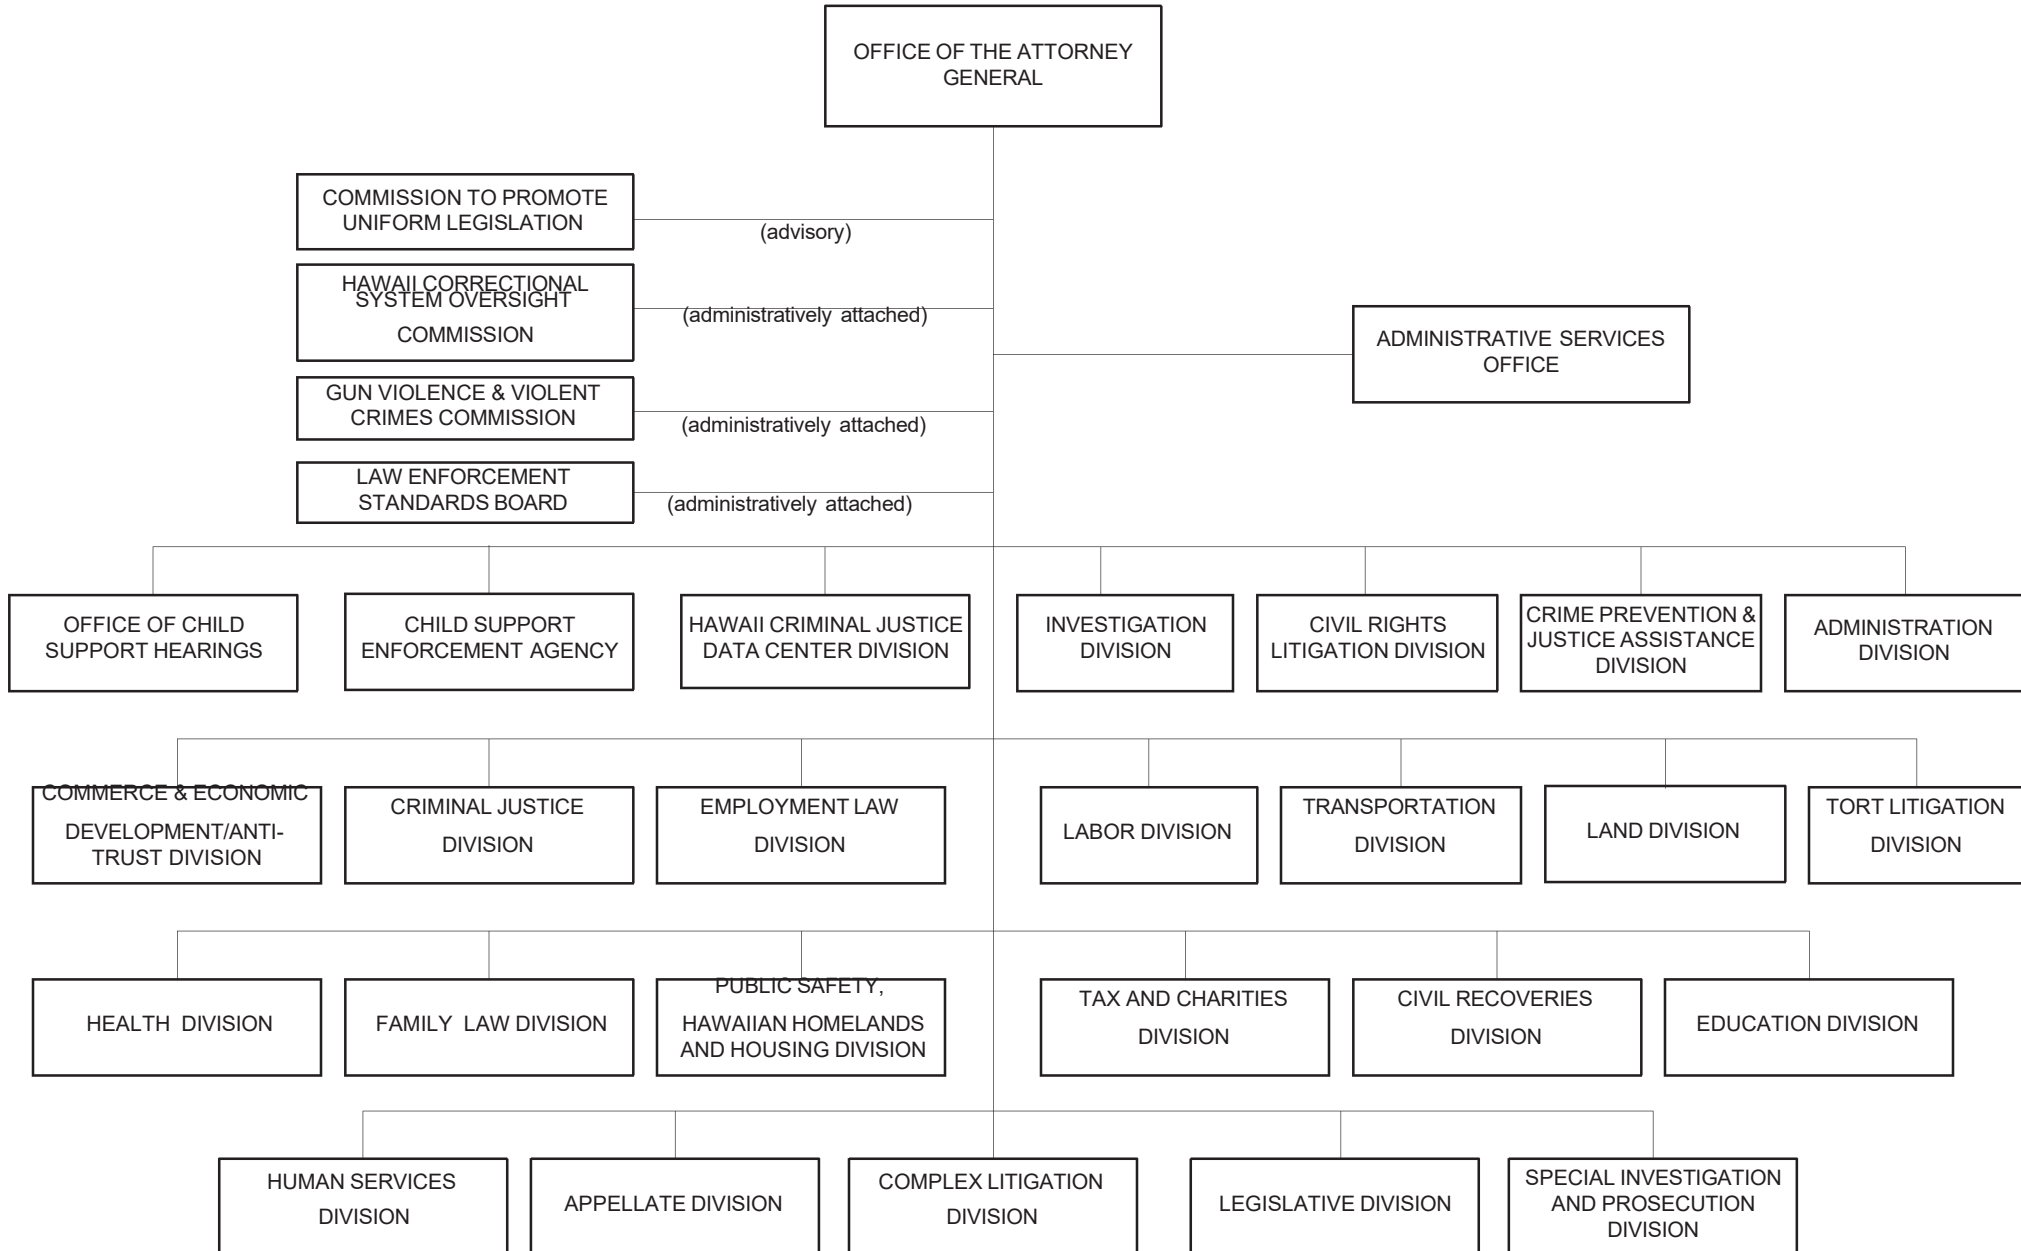 OFFICE OF THE ATTORNEY
GENERAL
COMMISSION TO PROMOTE
UNIFORM LEGISLATION
(advisory)
HAWAII CORRECTIONAL
SYSTEM OVERSIGHT
COMMISSION
(administratively attached)
ADMINISTRATIVE SERVICES
OFFICE
GUN VIOLENCE & VIOLENT
CRIMES COMMISSION
(administratively attached)
LAW ENFORCEMENT
STANDARDS BOARD
(administratively attached)
OFFICE OF CHILD
SUPPORT HEARINGS
CHILD SUPPORT
ENFORCEMENT AGENCY
HAWAII CRIMINAL JUSTICE
DATA CENTER DIVISION
INVESTIGATION
DIVISION
CIVIL RIGHTS
LITIGATION DIVISION
CRIME PREVENTION &
JUSTICE ASSISTANCE
DIVISION
ADMINISTRATION
DIVISION
COMMERCE & ECONOMIC
DEVELOPMENT/ANTI-
TRUST DIVISION
CRIMINAL JUSTICE
DIVISION
EMPLOYMENT LAW
DIVISION
LABOR DIVISION
TRANSPORTATION
DIVISION
LAND DIVISION
TORT LITIGATION
DIVISION
HEALTH DIVISION
FAMILY LAW DIVISION
PUBLIC SAFETY,
HAWAIIAN HOMELANDS
AND HOUSING DIVISION
TAX AND CHARITIES
DIVISION
CIVIL RECOVERIES
DIVISION
EDUCATION DIVISION
HUMAN SERVICES
DIVISION
APPELLATE DIVISION
COMPLEX LITIGATION
DIVISION
LEGISLATIVE DIVISION
SPECIAL INVESTIGATION
AND PROSECUTION
DIVISION